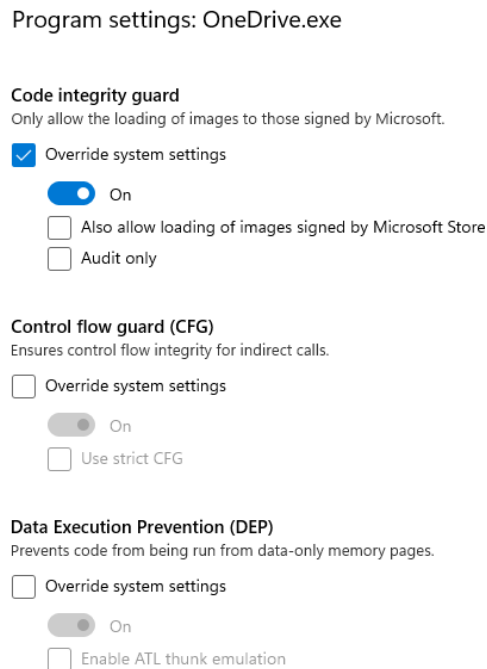 Program settings: OneDrive.exe
Code integrity guard
Only allow the loading of images to those signed by Microsoft.
Override system settings
On
Also allow loading of images signed by Microsoft Store
Audit only
Control flow guard (CFG)
Ensures control flow integrity for indirect calls.
Override system settings
On
Use strict CFG
Data Execution Prevention (DEP)
Prevents code from being run from data-only memory pages.
Override system settings
On
Enable ATL thunk emulation